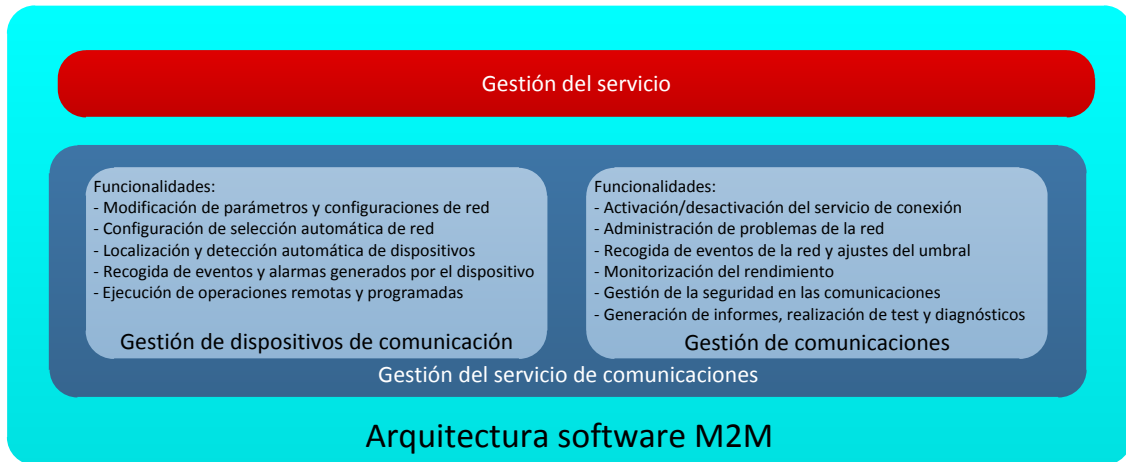 Gestión del servicio
Funcionalidades:
- Modificación de parámetros y configuraciones de red
- Configuración de selección automática de red
- Localización y detección automática de dispositivos
- Recogida de eventos y alarmas generados por el dispositivo
- Ejecución de operaciones remotas y programadas
Gestión de dispositivos de comunicación
Funcionalidades:
- Activación/desactivación del servicio de conexión
- Administración de problemas de la red
- Recogida de eventos de la red y ajustes del umbral
- Monitorización del rendimiento
- Gestión de la seguridad en las comunicaciones
- Generación de informes, realización de test y diagnósticos
Gestión de comunicaciones
Gestión del servicio de comunicaciones
Arquitectura software M2M